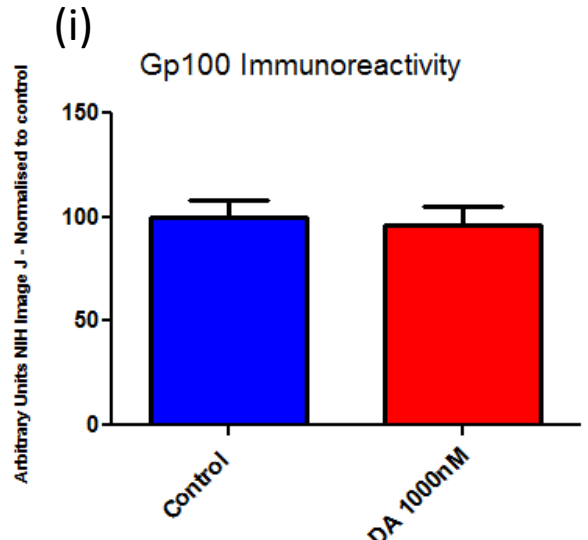 (i)
Gp100 Immunoreactivity
Arbitrary Units NIH Image J - Normalised to control
150
100
50
0
Control
DA 1000nM